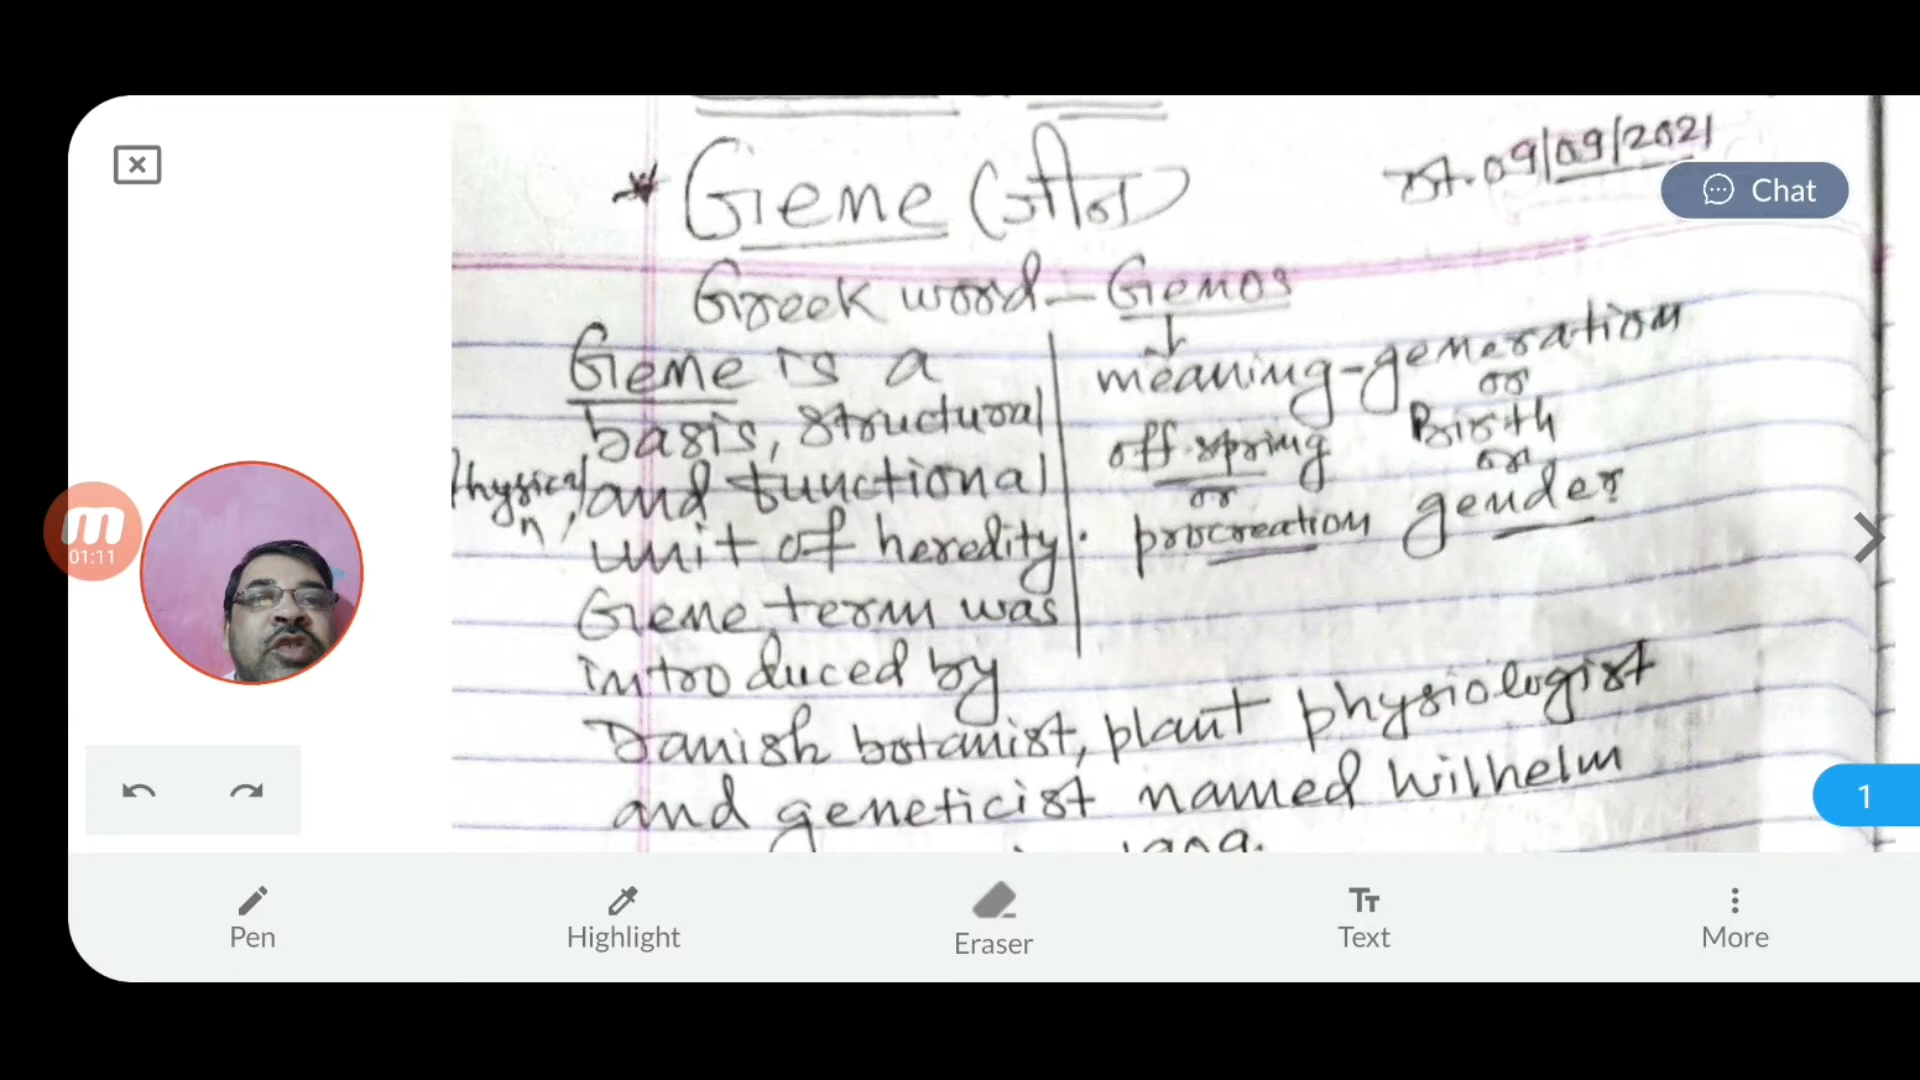 * Gene (जीन)
ता. 09/09/2021
Chat
Greek word - Genos
Gene is a
basis, structural
Physical, and functional
unit of heredity.
meaning - generation
or
off-spring Birth
or or
procreation gender
Gene term was
introduced by
Danish botanist, plant physiologist
and geneticist named Wilhelm
01:11
1
Pen
Highlight
Eraser
Text
More